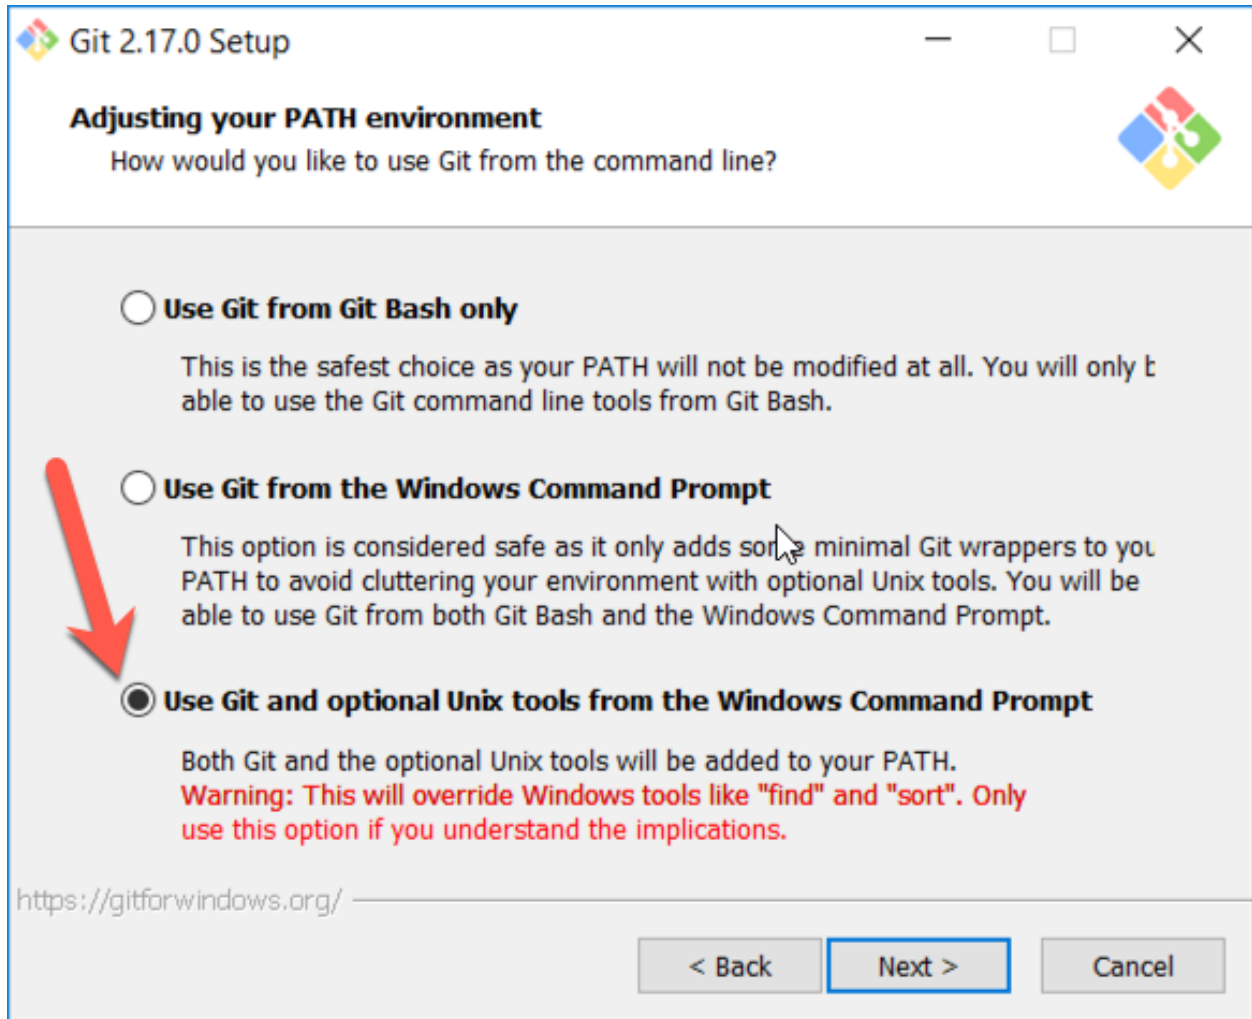 Git 2.17.0 Setup
Adjusting your PATH environment
How would you like to use Git from the command line?
Use Git from Git Bash only
This is the safest choice as your PATH will not be modified at all. You will only b
able to use the Git command line tools from Git Bash.
Use Git from the Windows Command Prompt
This option is considered safe as it only adds some minimal Git wrappers to you
PATH to avoid cluttering your environment with optional Unix tools. You will be
able to use Git from both Git Bash and the Windows Command Prompt.
Use Git and optional Unix tools from the Windows Command Prompt
Both Git and the optional Unix tools will be added to your PATH.
Warning: This will override Windows tools like "find" and "sort". Only
use this option if you understand the implications.
https://gitforwindows.org/
< Back Next > Cancel